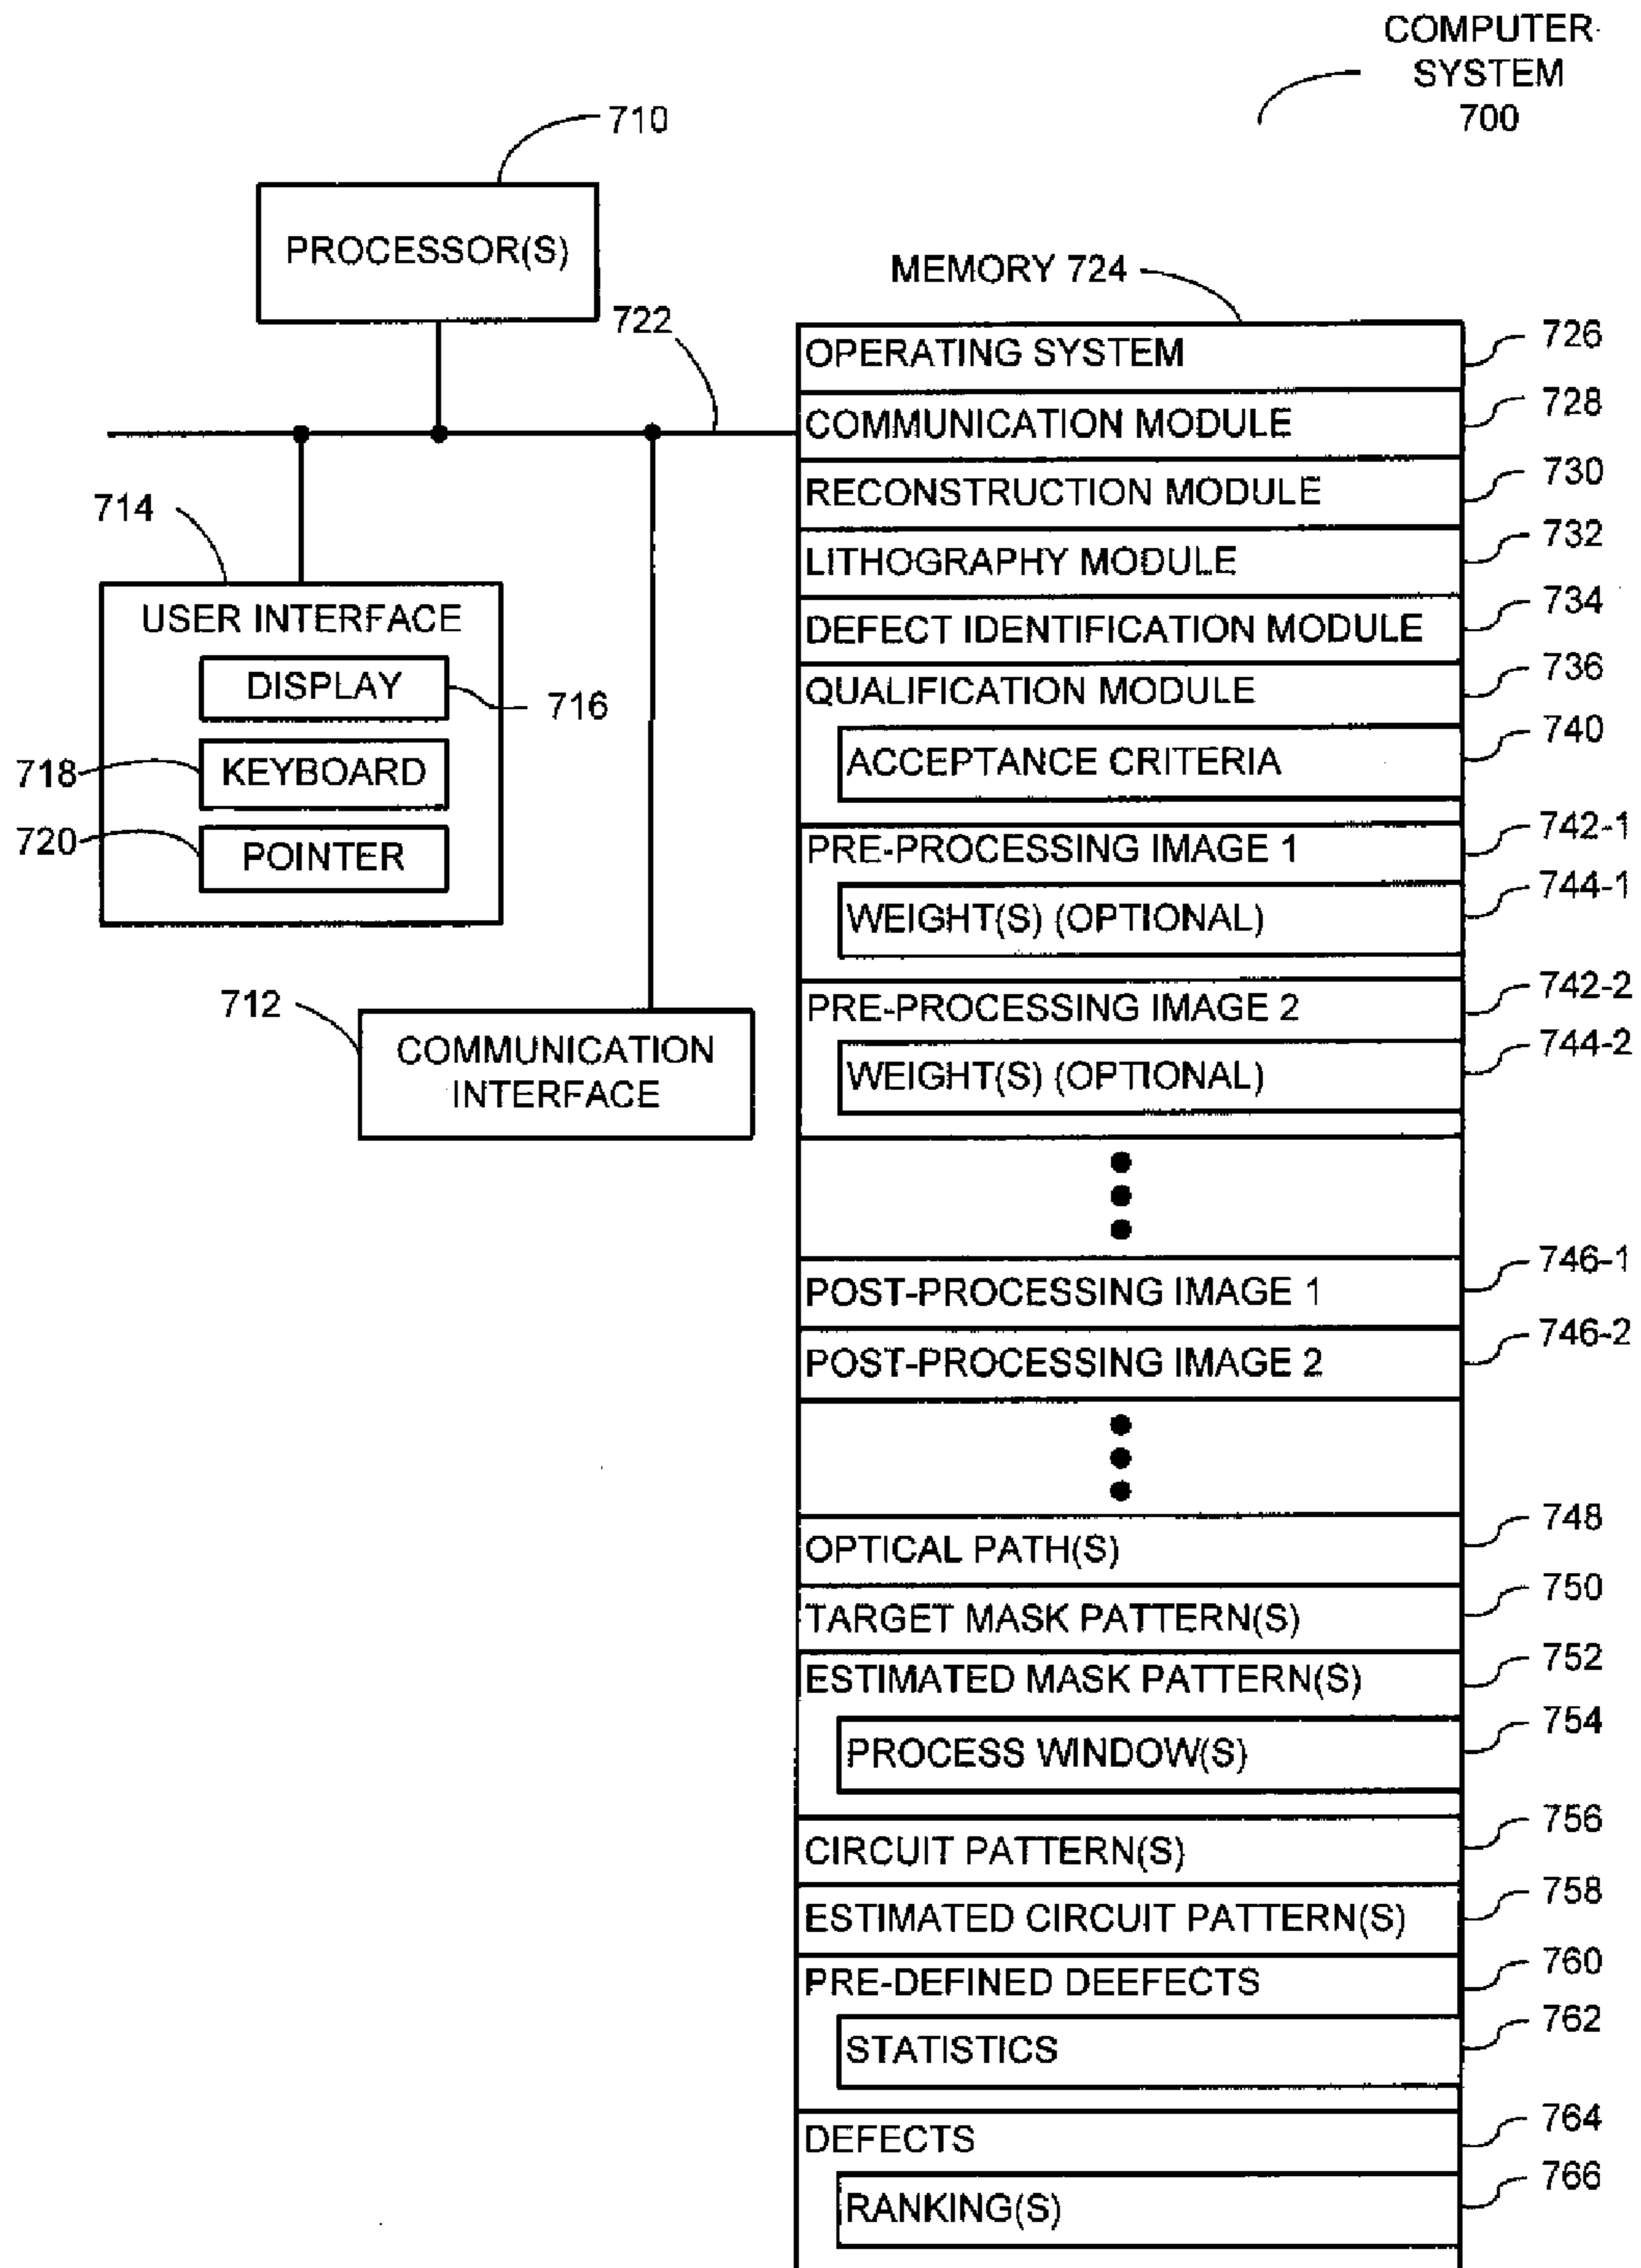 COMPUTER
SYSTEM
700
710
PROCESSOR(S)
MEMORY 724
722
OPERATING SYSTEM
726
COMMUNICATION MODULE
728
RECONSTRUCTION MODULE
730
LITHOGRAPHY MODULE
732
DEFECT IDENTIFICATION MODULE
734
QUALIFICATION MODULE
736
ACCEPTANCE CRITERIA
740
714
USER INTERFACE
DISPLAY
716
718
KEYBOARD
720
POINTER
712
COMMUNICATION
INTERFACE
PRE-PROCESSING IMAGE 1
742-1
WEIGHT(S) (OPTIONAL)
744-1
PRE-PROCESSING IMAGE 2
742-2
WEIGHT(S) (OPTIONAL)
744-2
POST-PROCESSING IMAGE 1
746-1
POST-PROCESSING IMAGE 2
746-2
OPTICAL PATH(S)
748
TARGET MASK PATTERN(S)
750
ESTIMATED MASK PATTERN(S)
752
PROCESS WINDOW(S)
754
CIRCUIT PATTERN(S)
756
ESTIMATED CIRCUIT PATTERN(S)
758
PRE-DEFINED DEEFECTS
760
STATISTICS
762
DEFECTS
764
RANKING(S)
766